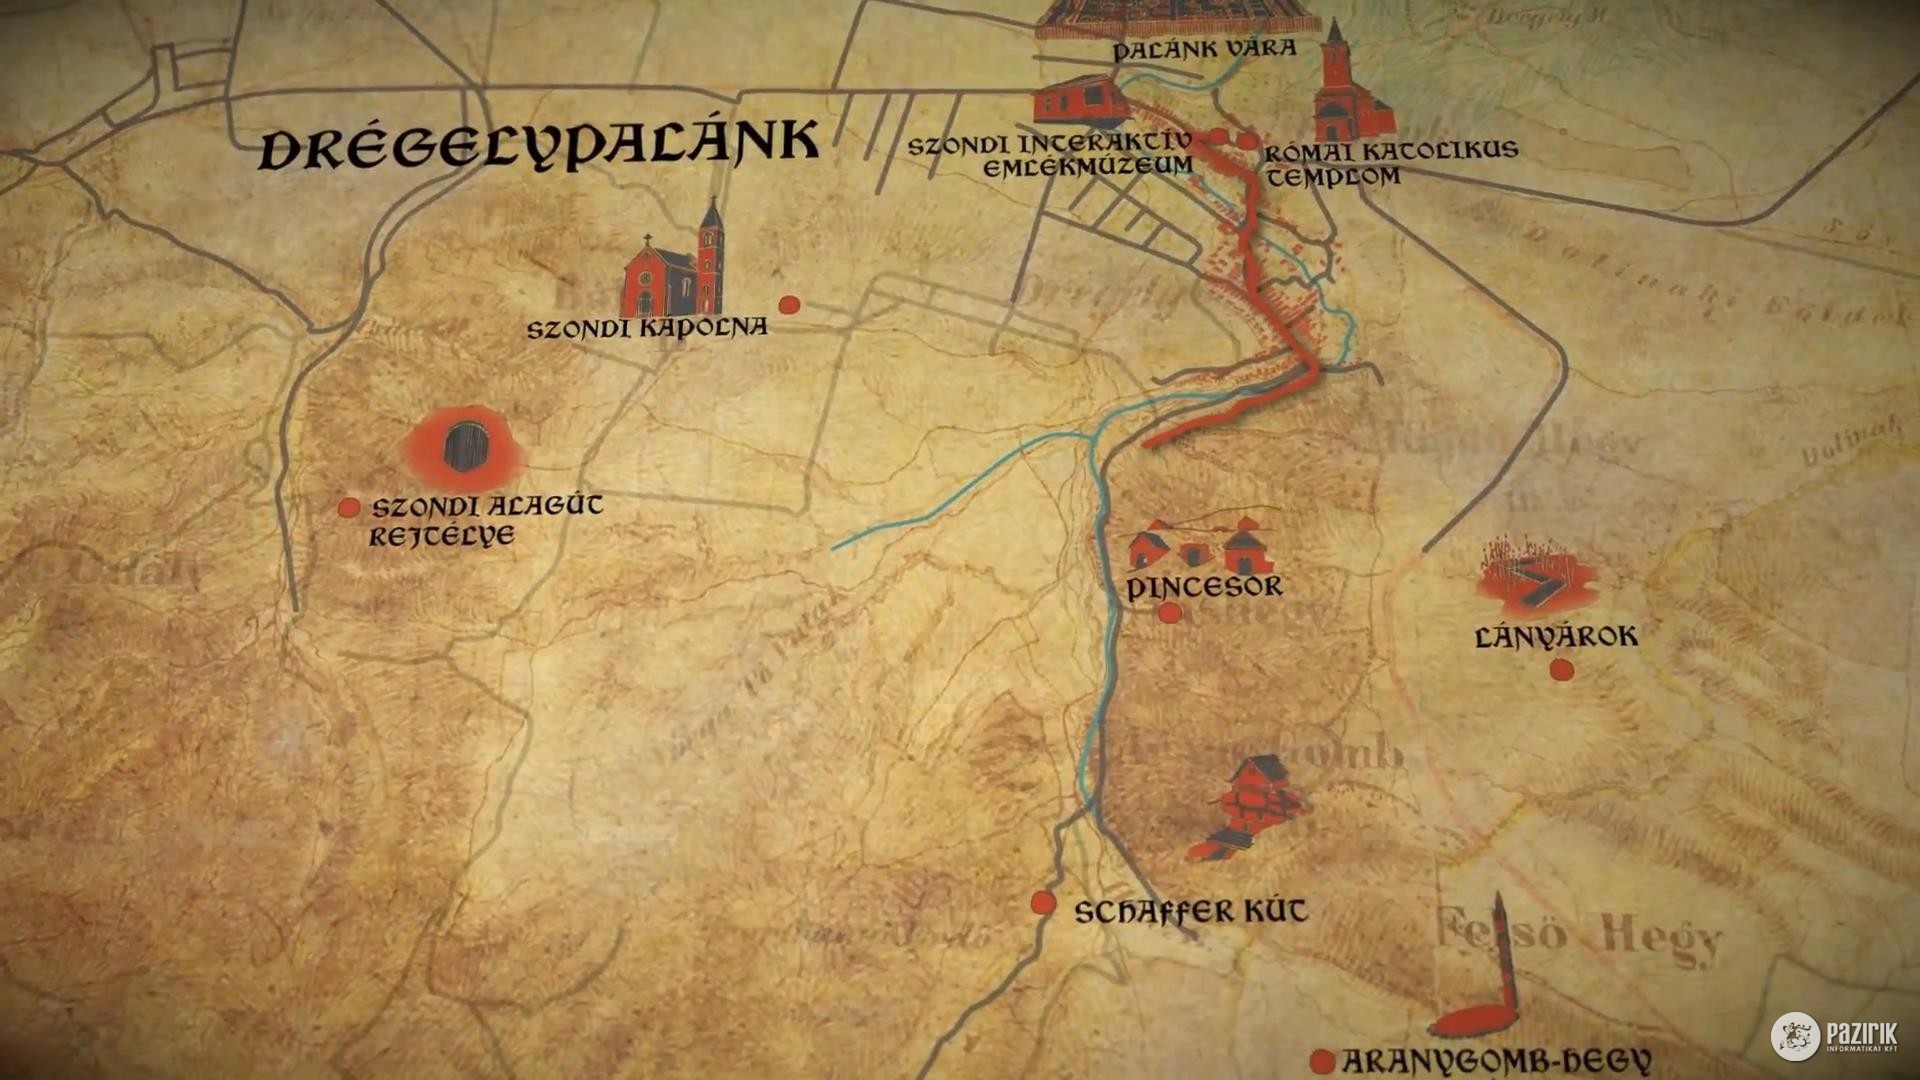 PALÁNK VÁRA
DRÉGELYPALÁNK
SZONDI INTERAKTÍV
EMLÉKMÚZEUM
RÓMAI KATOLIKUS
TEMPLOM
SZONDI KÁPOLNA
SZONDI ALAGÚT
REJTÉLYE
PINCESOR
LÁNYÁROK
SCHAFFER KÚT
Felső Hegy
ARANYGOMB-HEGY
PAZIRIK
INFORMATIKAI KFT